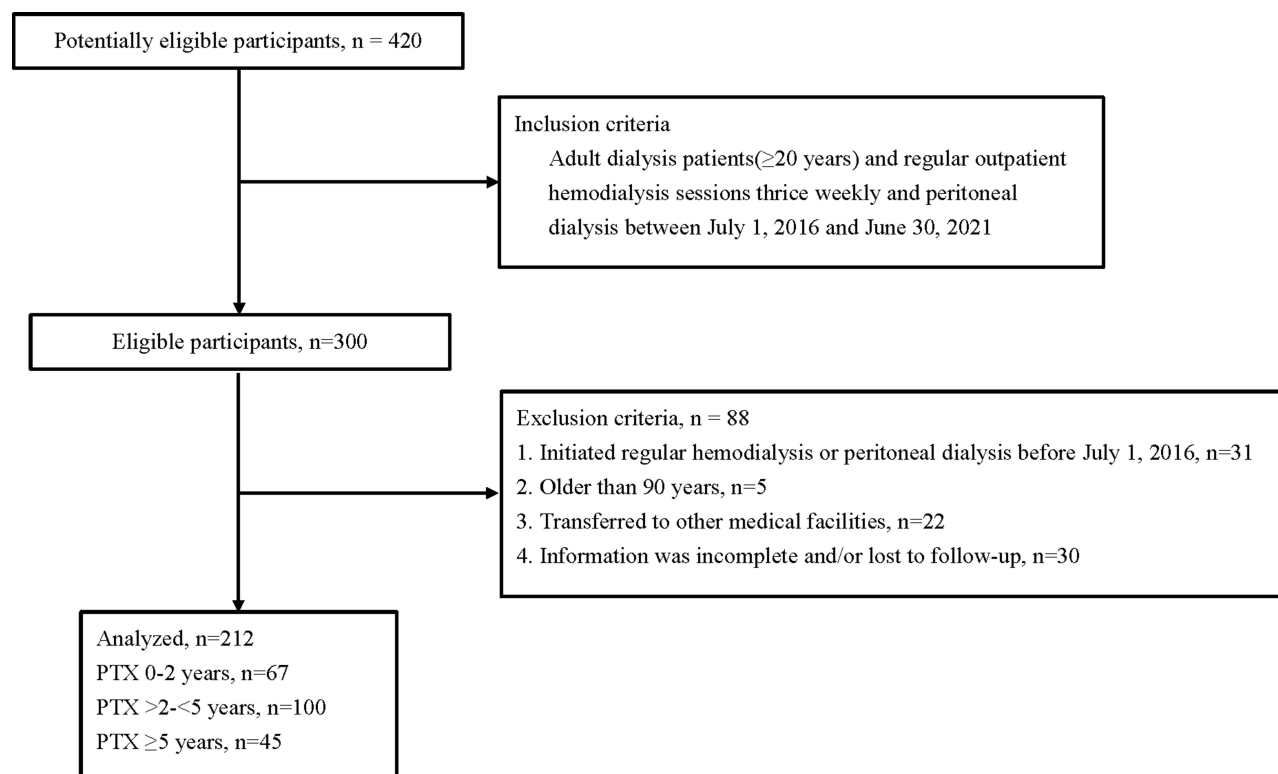 Potentially eligible participants, n = 420
Inclusion criteria
Adult dialysis patients(≥20 years) and regular outpatient
hemodialysis sessions thrice weekly and peritoneal
dialysis between July 1, 2016 and June 30, 2021
Eligible participants, n=300
Exclusion criteria, n = 88
1. Initiated regular hemodialysis or peritoneal dialysis before July 1, 2016, n=31
2. Older than 90 years, n=5
3. Transferred to other medical facilities, n=22
4. Information was incomplete and/or lost to follow-up, n=30
Analyzed, n=212
PTX 0-2 years, n=67
PTX >2-<5 years, n=100
PTX ≥5 years, n=45